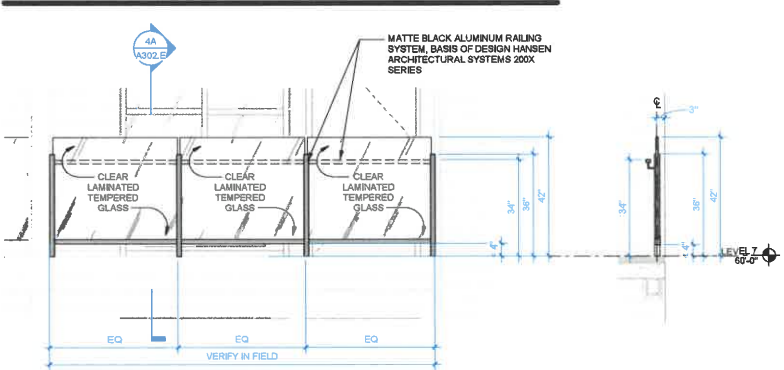 4A
A302.E
MATTE BLACK ALUMINUM RAILING
SYSTEM, BASIS OF DESIGN HANSEN
ARCHITECTURAL SYSTEMS 200X
SERIES
CLEAR
LAMINATED
TEMPERED
GLASS
CLEAR
LAMINATED
TEMPERED
GLASS
CLEAR
LAMINATED
TEMPERED
GLASS
4"
34"
36"
42"
EQ
EQ
EQ
VERIFY IN FIELD
3"
34"
4"
36"
42"
LEVEL 7
60'-0"